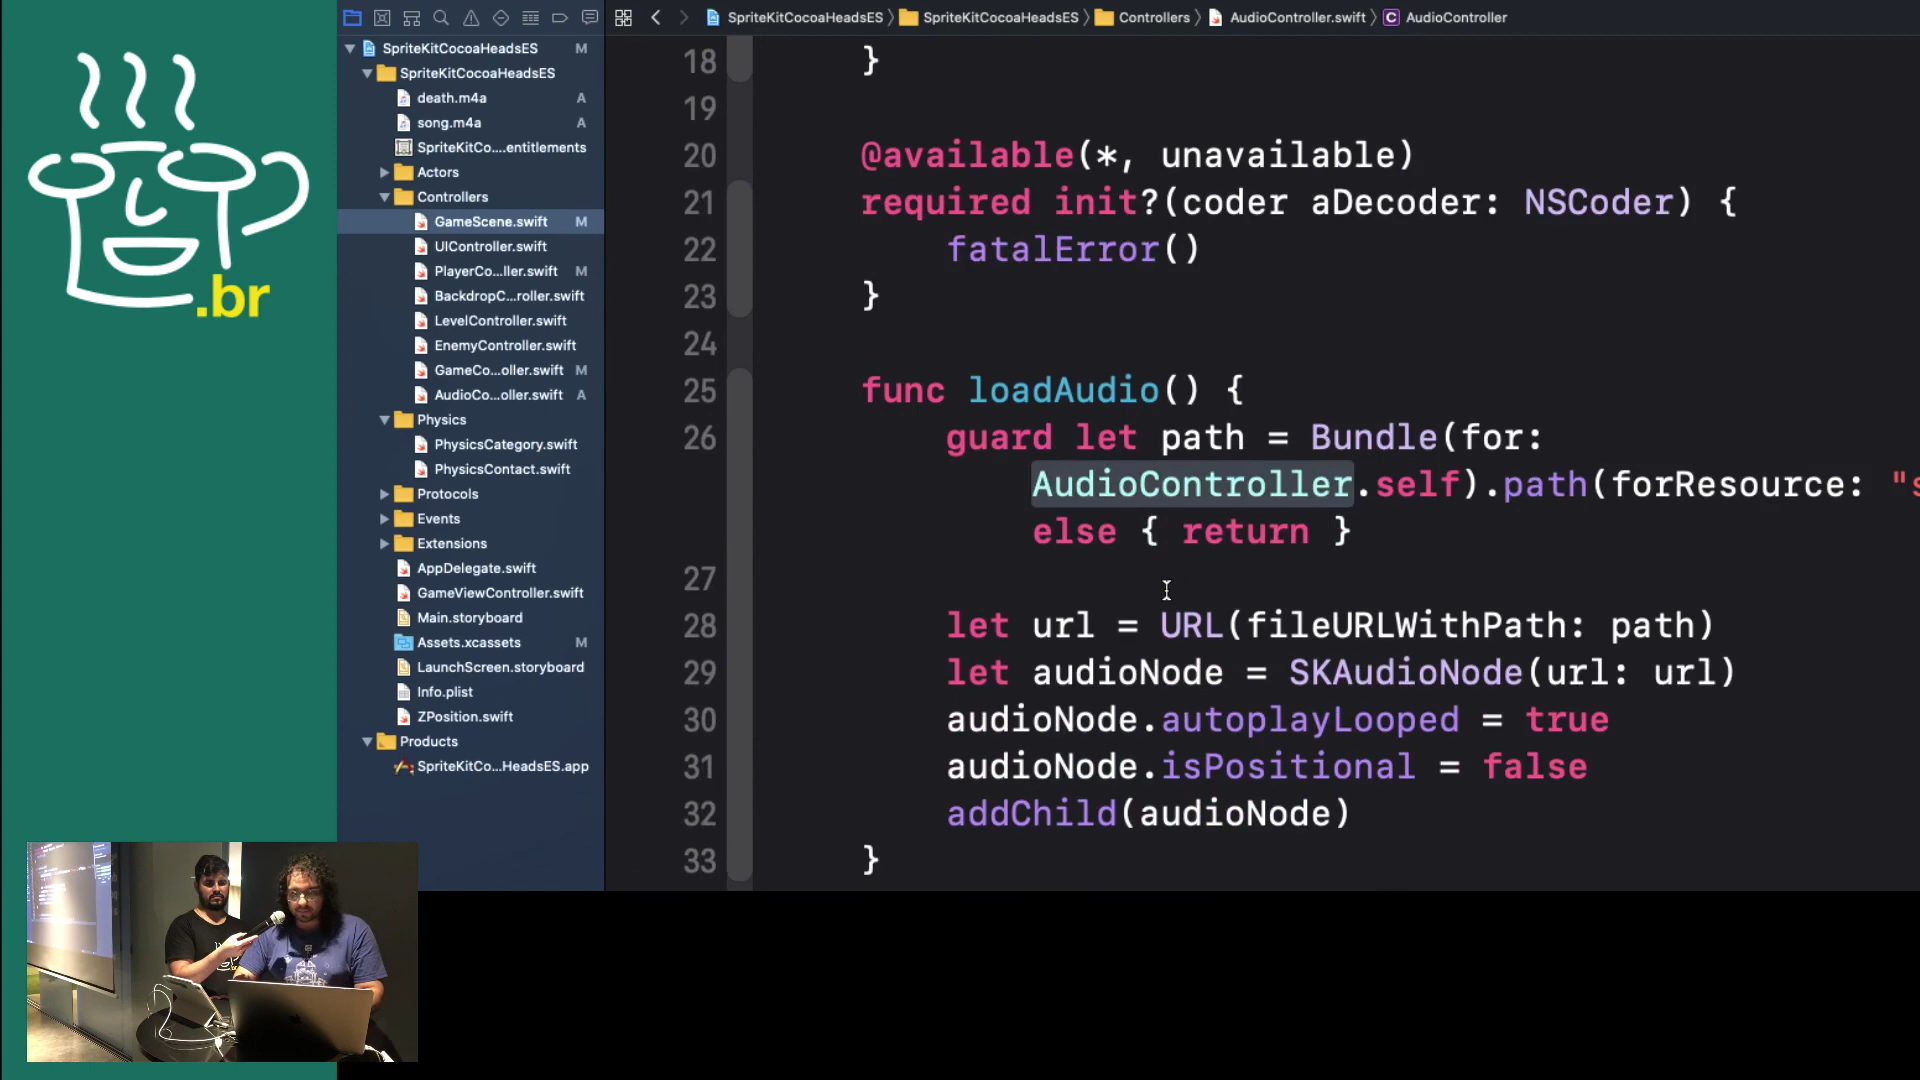 SpriteKitCocoaHeadsES
SpriteKitCocoaHeadsES
Controllers
AudioController.swift
C
AudioController
SpriteKitCocoaHeadsES M
SpriteKitCocoaHeadsES
death.m4a A
song.m4a A
SpriteKitCo....entitlements
Actors
Controllers
GameScene.swift M
UIController.swift
PlayerCo...ller.swift M
BackdropC...roller.swift
LevelController.swift
EnemyController.swift
GameCo...oller.swift M
AudioCo...oller.swift A
Physics
PhysicsCategory.swift
PhysicsContact.swift
Protocols
Events
Extensions
AppDelegate.swift
GameViewController.swift
Main.storyboard
Assets.xcassets M
LaunchScreen.storyboard
Info.plist
ZPosition.swift
Products
SpriteKitCo...HeadsES.app
.br
18 }
19
20 @available(*, unavailable)
21 required init?(coder aDecoder: NSCoder) {
22 fatalError()
23 }
24
25 func loadAudio() {
26 guard let path = Bundle(for:
AudioController.self).path(forResource: "s
else { return }
27
28 let url = URL(fileURLWithPath: path)
29 let audioNode = SKAudioNode(url: url)
30 audioNode.autoplayLooped = true
31 audioNode.isPositional = false
32 addChild(audioNode)
33 }